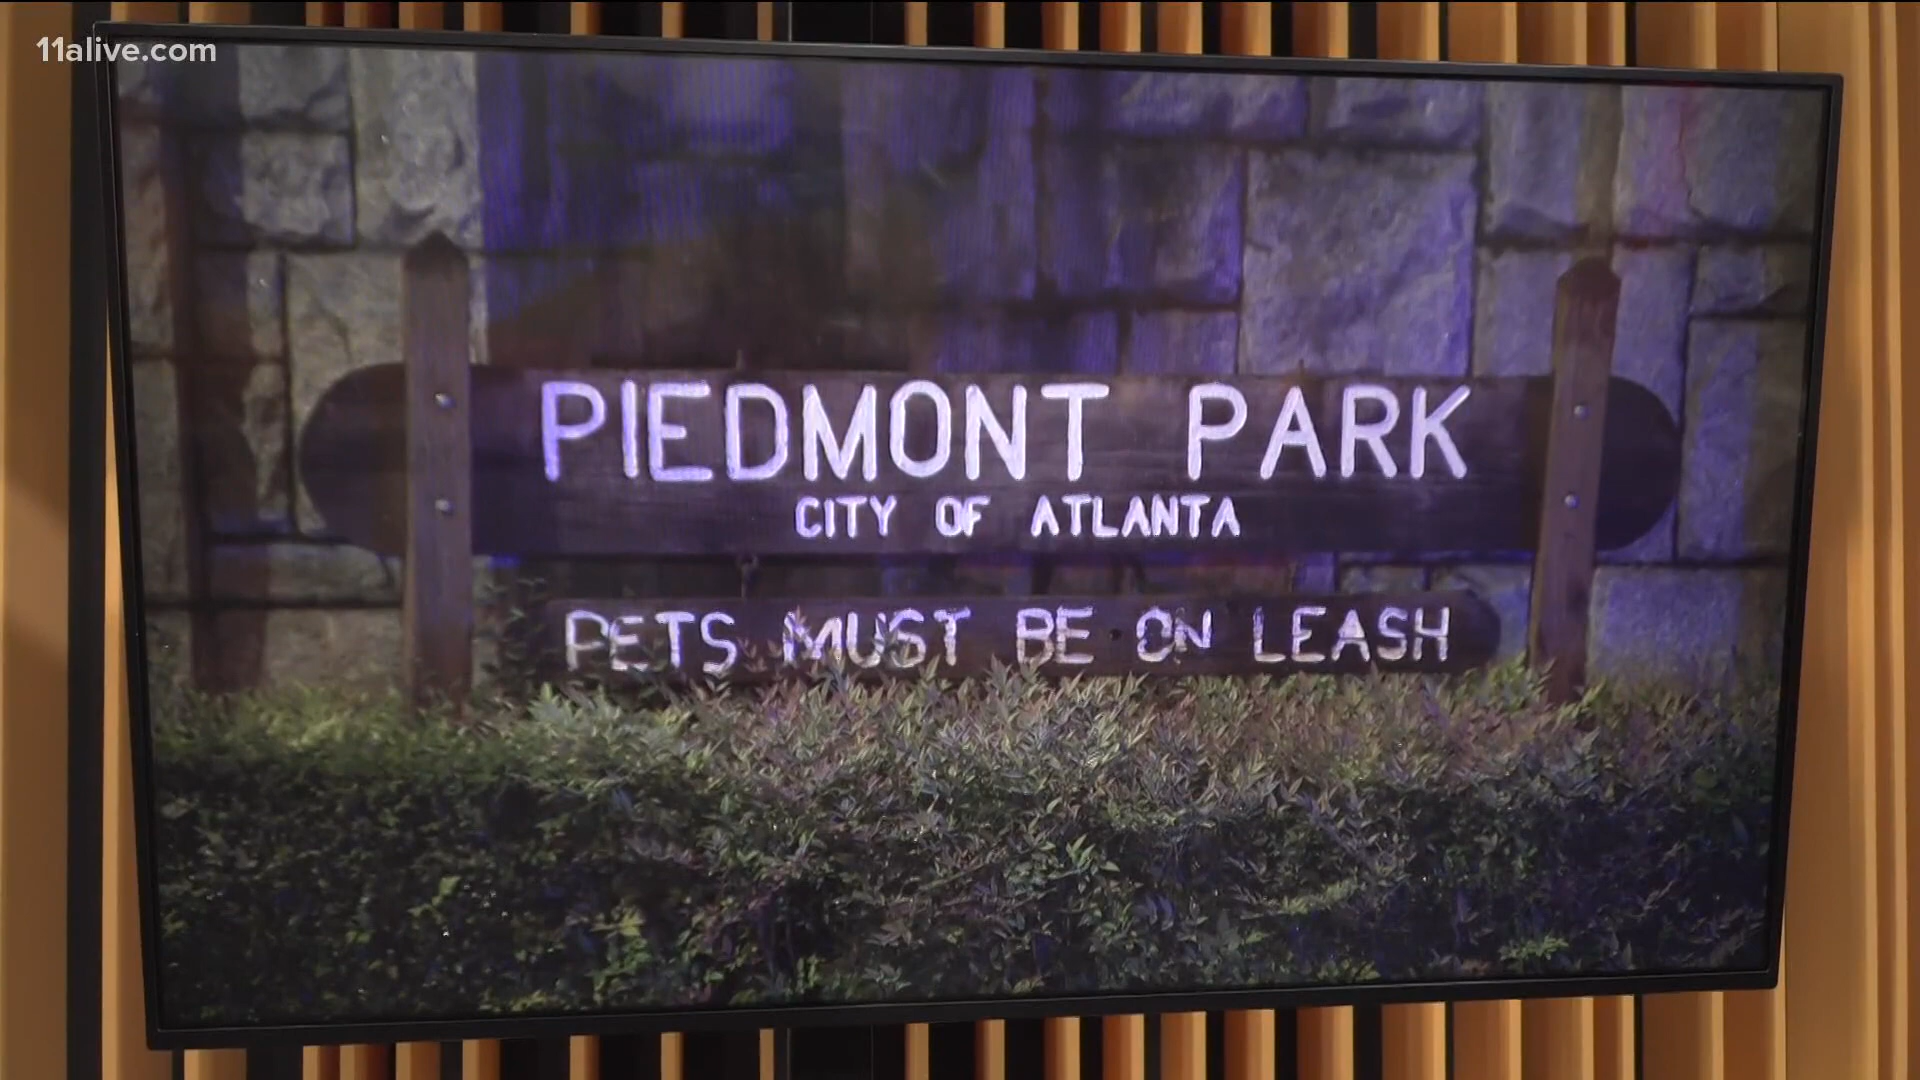 11alive.com
PIEDMONT PARK
CITY OF ATLANTA
PETS MUST BE ON LEASH